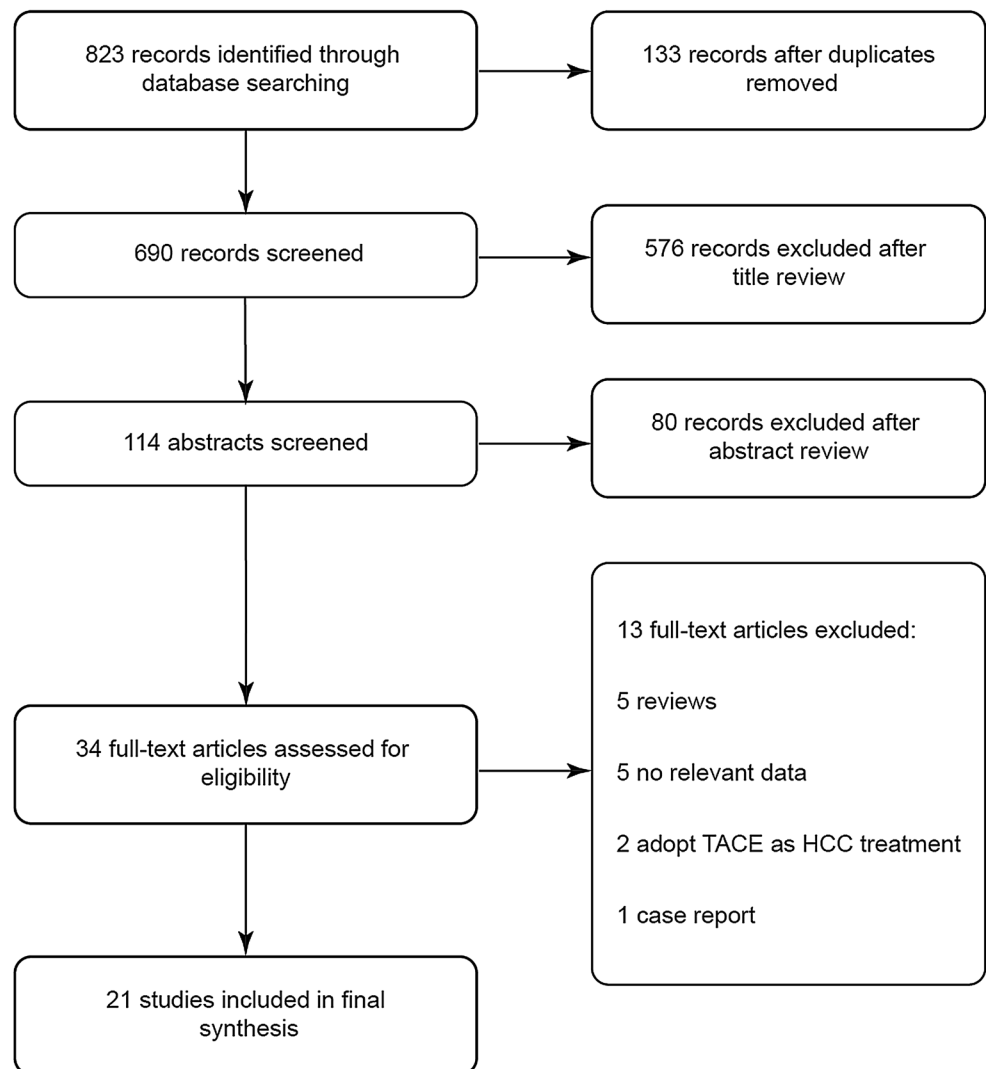 823 records identified through
database searching
133 records after duplicates
removed
690 records screened
576 records excluded after
title review
114 abstracts screened
80 records excluded after
abstract review
34 full-text articles assessed for
eligibility
13 full-text articles excluded:
5 reviews
5 no relevant data
2 adopt TACE as HCC treatment
1 case report
21 studies included in final
synthesis